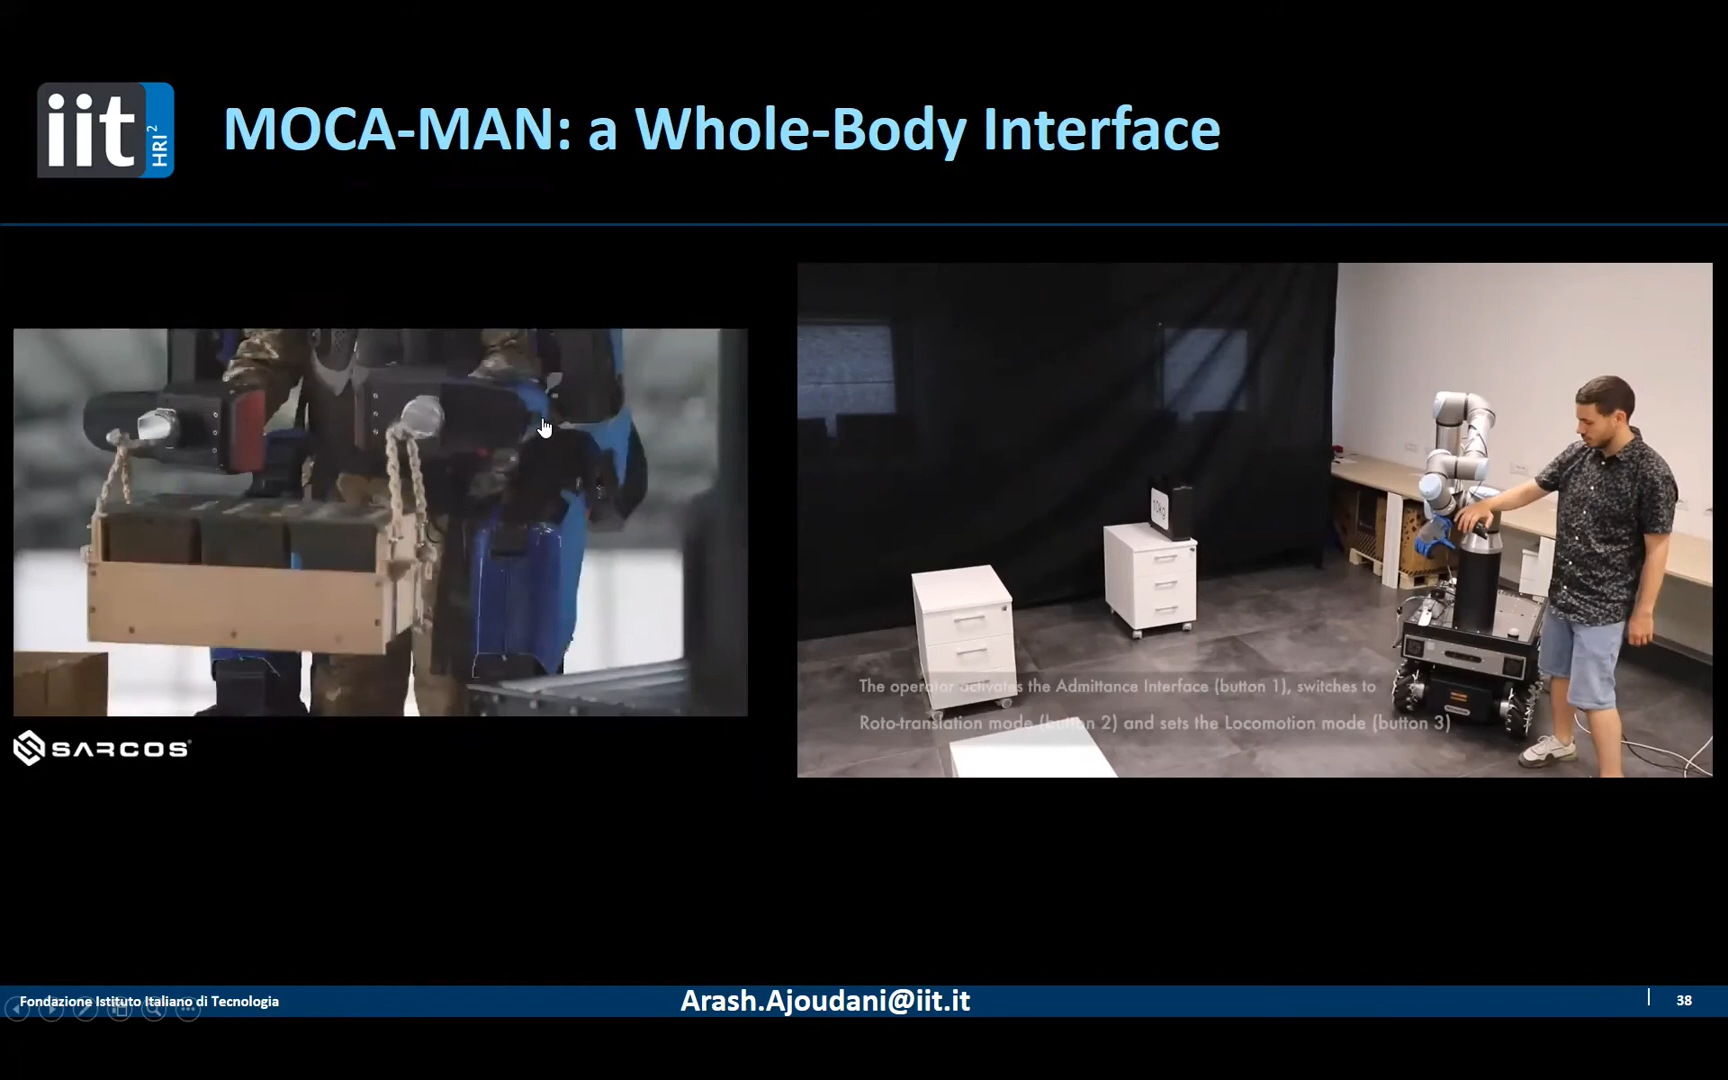 iit
HRI²
MOCA-MAN: a Whole-Body Interface
10kg
The operator activates the Admittance Interface (button 1), switches to
Roto-translation mode (button 2) and sets the Locomotion mode (button 3)
SARCOS
Fondazione Istituto Italiano di Tecnologia
Arash.Ajoudani@iit.it
38